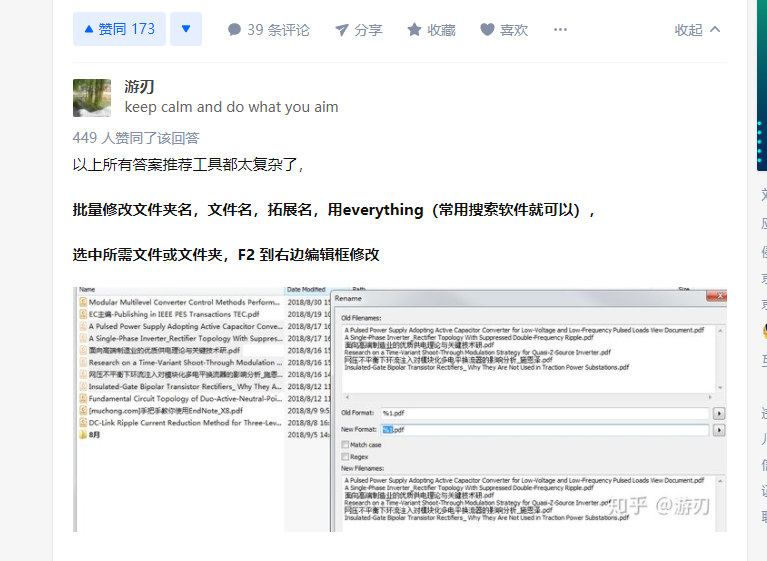 赞同 173
39 条评论
分享
收藏
喜欢
收起
游刃
keep calm and do what you aim
449 人赞同了该回答
以上所有答案推荐工具都太复杂了，
批量修改文件夹名，文件名，拓展名，用everything（常用搜索软件就可以），
选中所需文件或文件夹，F2 到右边编辑框修改
Name Date Modified Path Size
Modular Multilevel Converter Control Methods Perform... 2018/8/30 15
EC主编-Publishing in IEEE PES Transactions TEC.pdf 2018/8/19 10
A Pulsed Power Supply Adopting Active Capacitor Conve... 2018/8/17 16
A Single-Phase Inverter_Rectifier Topology With Suppress... 2018/8/17 16
面向高端制造业的优质供电理论与关键技术研.pdf 2018/8/16 15
Research on a Time-Variant Shoot-Through Modulation ... 2018/8/16 15
网压不平衡下环流注入对模块化多电平换流器的影响分析_施恩... 2018/8/16 14
Insulated-Gate Bipolar Transistor Rectifiers_ Why They A... 2018/8/12 11
Fundamental Circuit Topology of Duo-Active-Neutral-Poi... 2018/8/12 11
[muchong.com]手把手教你使用EndNote_X8.pdf 2018/8/9 9:5
DC-Link Ripple Current Reduction Method for Three-Lev... 2018/8/8 16:
8月 2018/9/5 14:
Rename
Old Filenames:
A Pulsed Power Supply Adopting Active Capacitor Converter for Low-Voltage and Low-Frequency Pulsed Loads View Document.pdf
A Single-Phase Inverter_Rectifier Topology With Suppressed Double-Frequency Ripple.pdf
面向高端制造业的优质供电理论与关键技术研.pdf
Research on a Time-Variant Shoot-Through Modulation Strategy for Quasi-Z-Source Inverter.pdf
网压不平衡下环流注入对模块化多电平换流器的影响分析_施恩泽.pdf
Insulated-Gate Bipolar Transistor Rectifiers_ Why They Are Not Used in Traction Power Substations.pdf
Old Format: %1.pdf
New Format: %1.pdf
Match case
Regex
New Filenames:
A Pulsed Power Supply Adopting Active Capacitor Converter for Low-Voltage and Low-Frequency Pulsed Loads View Document.pdf
A Single-Phase Inverter_Rectifier Topology With Suppressed Double-Frequency Ripple.pdf
面向高端制造业的优质供电理论与关键技术研.pdf
Research on a Time-Variant Shoot-Through Modulation Strategy for Quasi-Z-Source Inverter.pdf
网压不平衡下环流注入对模块化多电平换流器的影响分析_施恩泽.pdf
Insulated-Gate Bipolar Transistor Rectifiers_ Why They Are Not Used in Traction Power Substations.pdf
知乎 @游刃